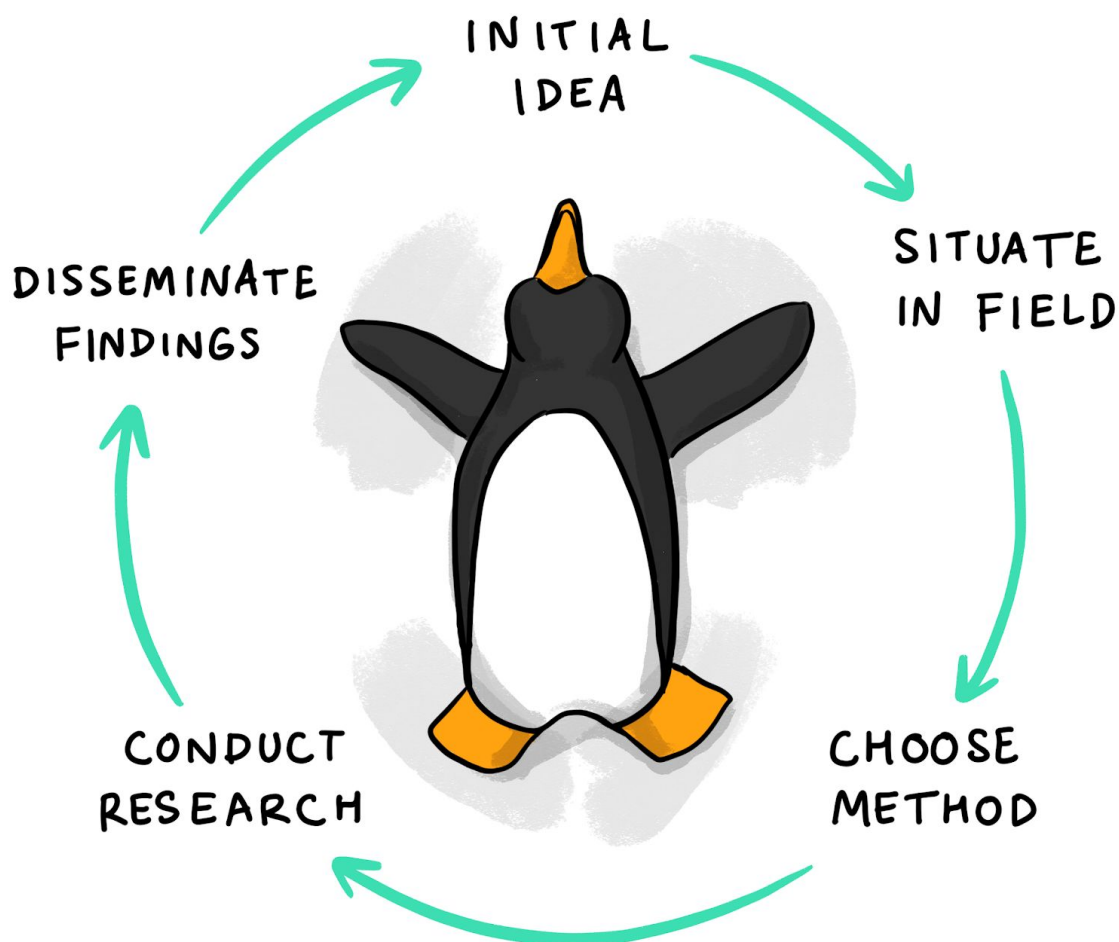 INITIAL
IDEA
SITUATE
IN FIELD
CHOOSE
METHOD
CONDUCT
RESEARCH
DISSEMINATE
FINDINGS